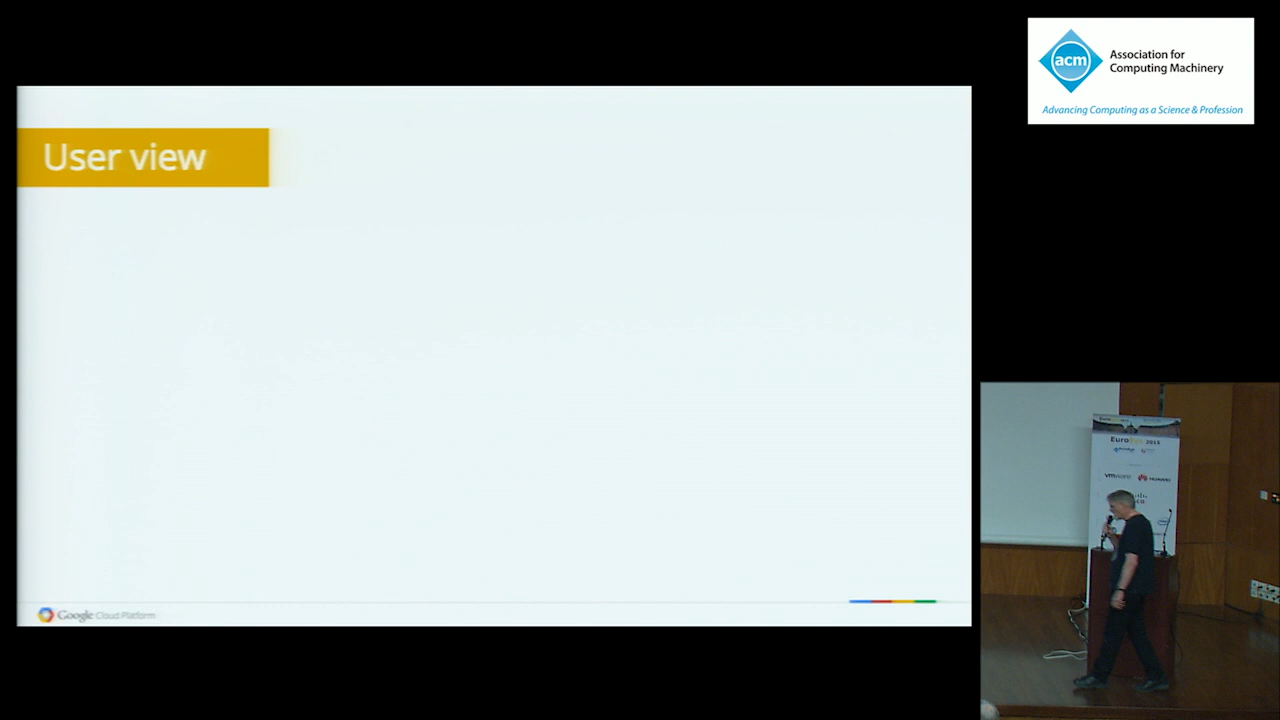 User view
Google Cloud Platform
acm
Association for
Computing Machinery
Advancing Computing as a Science & Profession
EuroSys 2015
vmware
HUAWEI